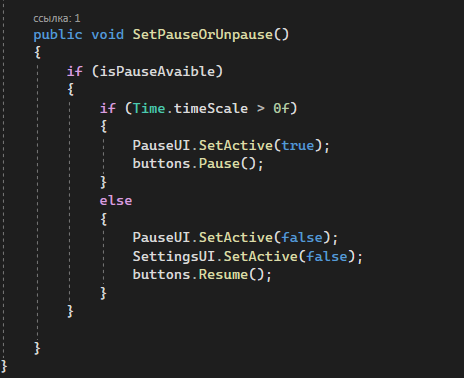 ссылка: 1
public void SetPauseOrUnpause()
{
if (isPauseAvaible)
{
if (Time.timeScale > 0f)
{
PauseUI.SetActive(true);
buttons.Pause();
}
else
{
PauseUI.SetActive(false);
SettingsUI.SetActive(false);
buttons.Resume();
}
}
}
}